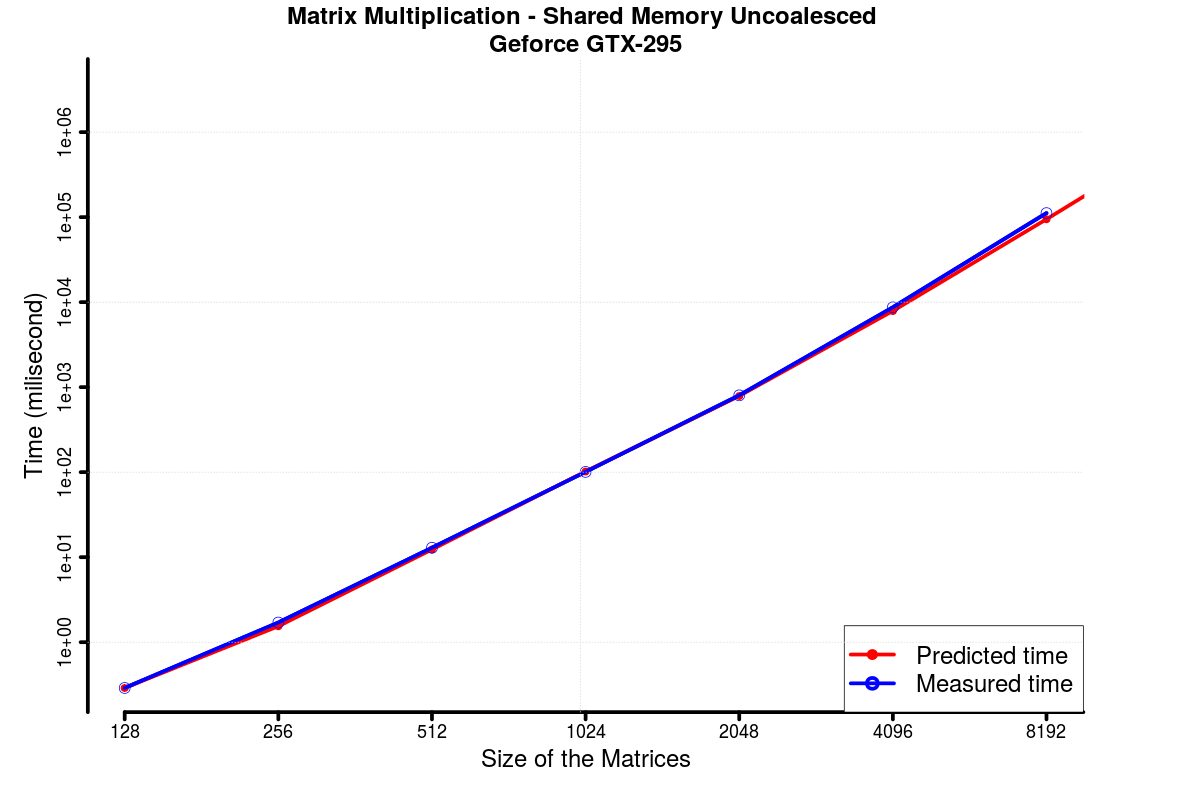 Matrix Multiplication - Shared Memory Uncoalesced
Geforce GTX-295
1e+06
1e+05
1e+04
1e+03
1e+02
1e+01
1e+00
Time (milisecond)
Predicted time
Measured time
128 256 512 1024 2048 4096 8192
Size of the Matrices